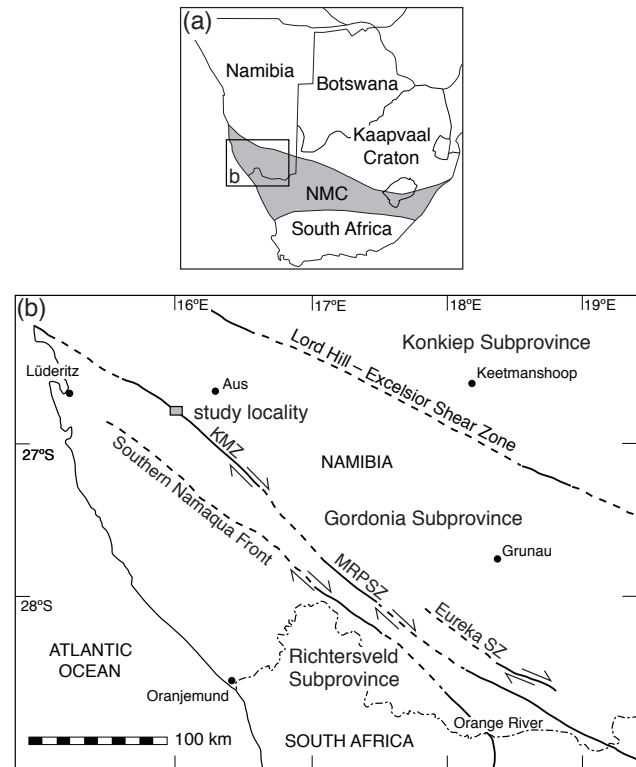 (a)
Namibia
Botswana
Kaapvaal
Craton
b
NMC
South Africa
(b)
16ºE
17ºE
18ºE
19ºE
Lord Hill – Excelsior Shear Zone
Konkiep Subprovince
Keetmanshoop
Lüderitz
Aus
study locality
KMZ
27ºS
NAMIBIA
Southern Namaqua Front
Gordonia Subprovince
Grunau
MRPSZ
28ºS
Eureka SZ
ATLANTIC
OCEAN
Richtersveld
Subprovince
Oranjemund
Orange River
100 km
SOUTH AFRICA